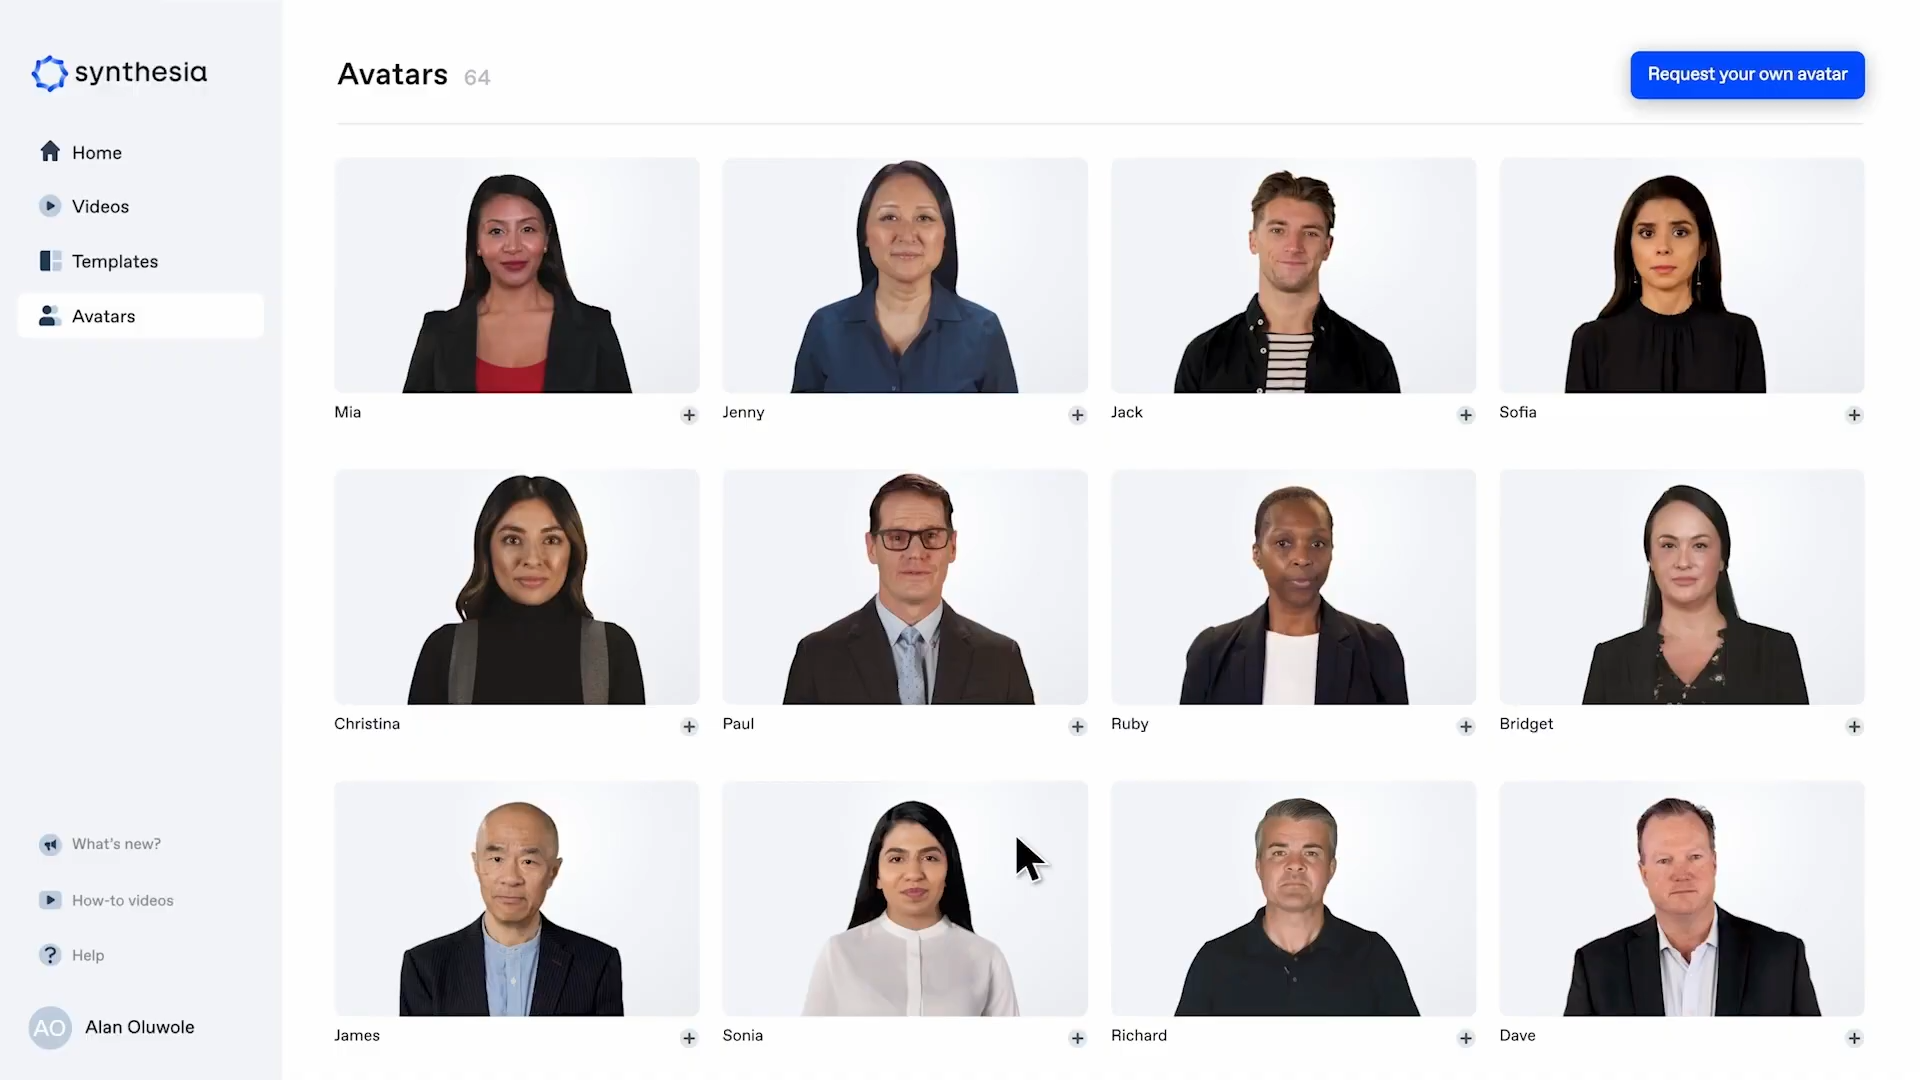 synthesia
Home
Videos
Templates
Avatars
What's new?
How-to videos
Help
AO
Alan Oluwole
Avatars 64
Request your own avatar
Mia
Jenny
Jack
Sofia
Christina
Paul
Ruby
Bridget
James
Sonia
Richard
Dave